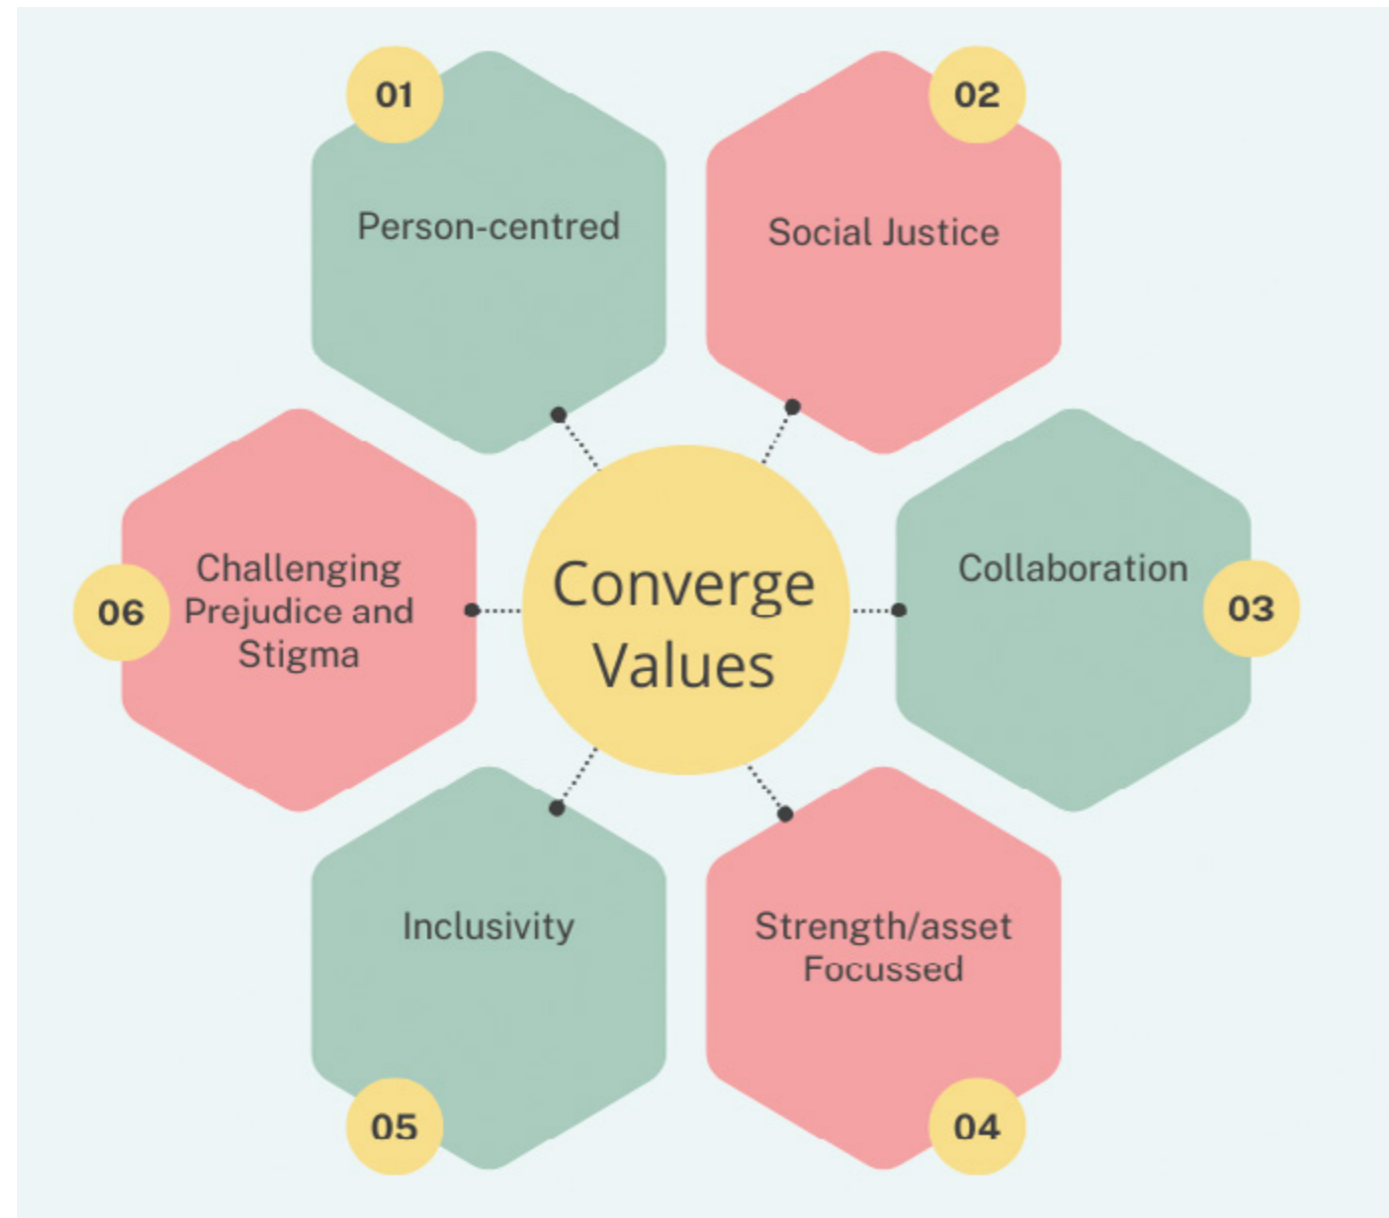 Converge
Values
01
Person-centred
02
Social Justice
03
Collaboration
04
Strength/asset
Focussed
05
Inclusivity
06
Challenging
Prejudice and
Stigma